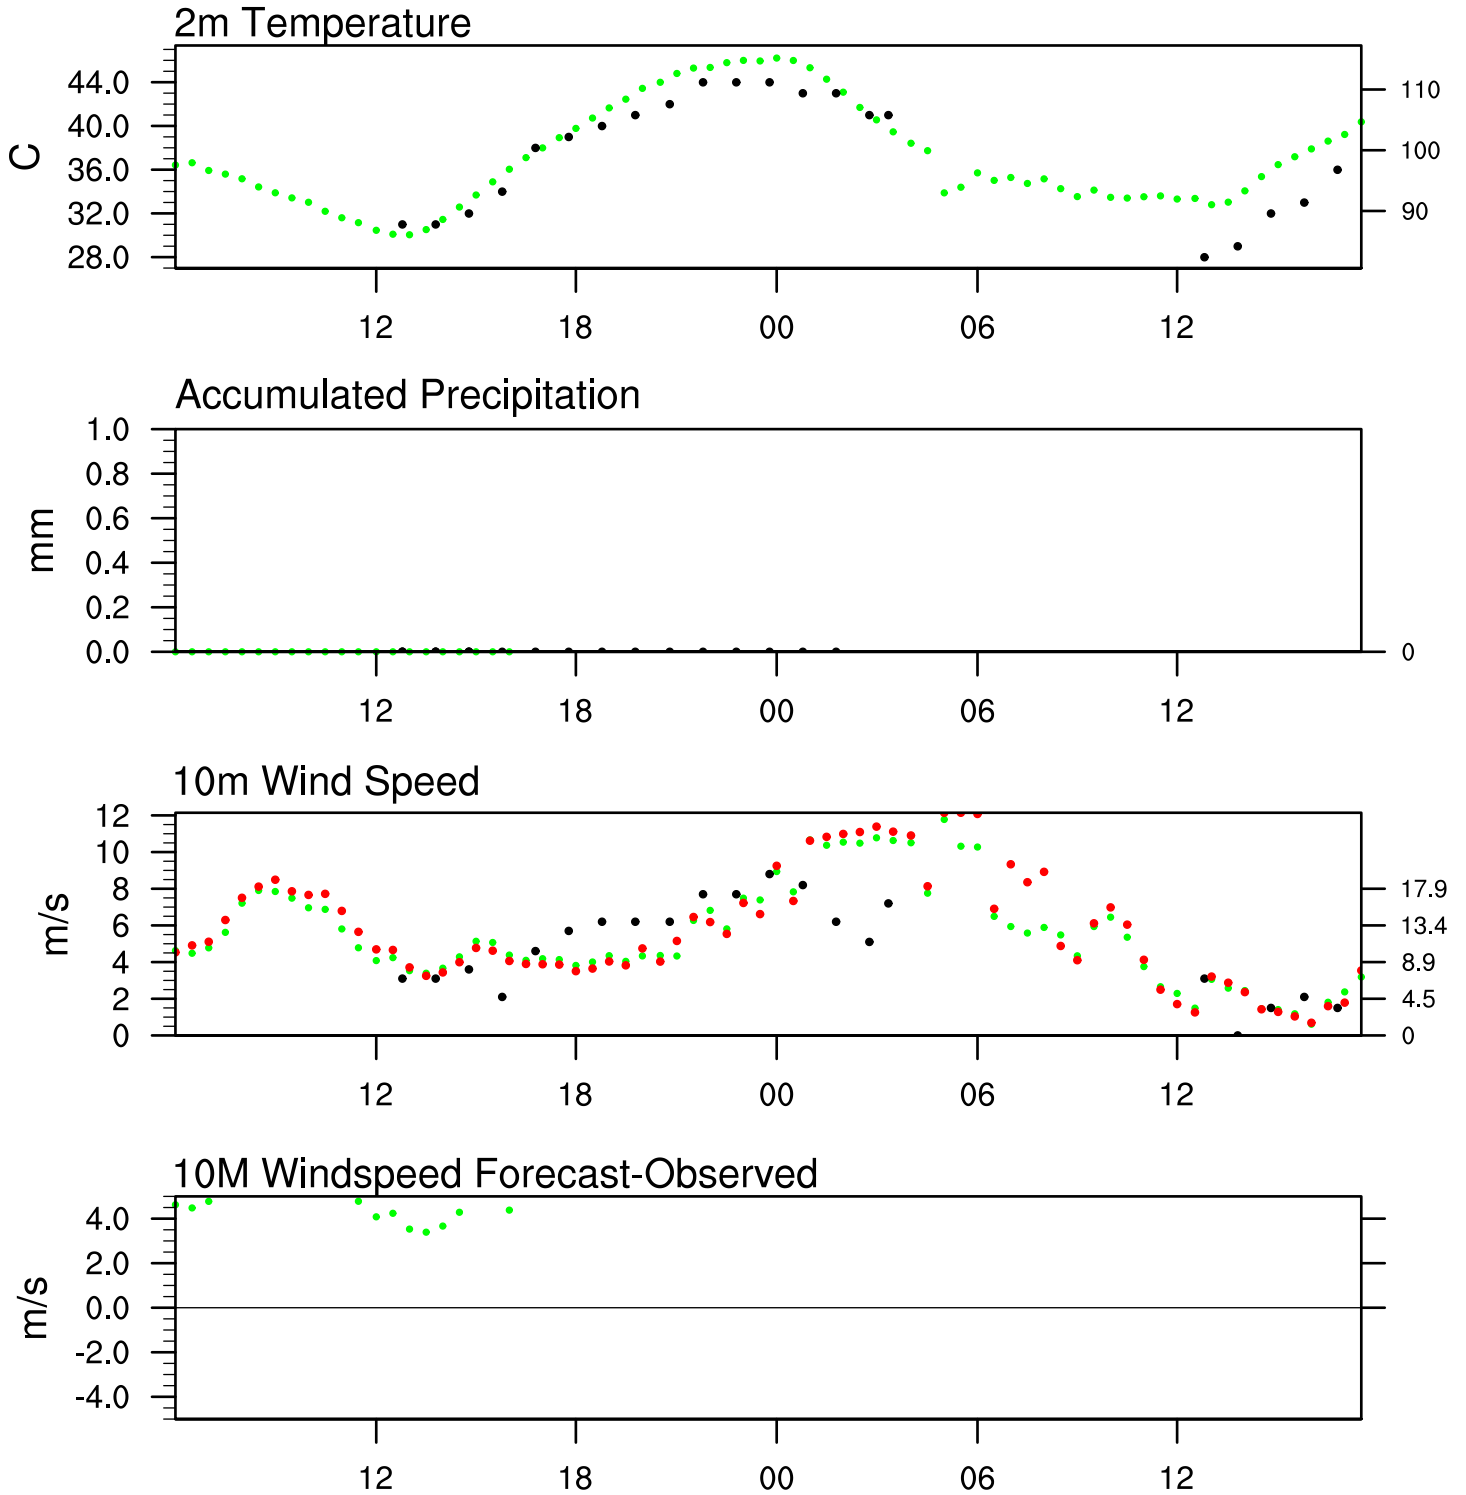 2m Temperature
44.0
40.0
36.0
32.0
28.0
C
110
100
90
12 18 00 06 12
Accumulated Precipitation
1.0
0.8
0.6
0.4
0.2
0.0
mm
0
12 18 00 06 12
10m Wind Speed
12
10
8
6
4
2
0
m/s
17.9
13.4
8.9
4.5
0
12 18 00 06 12
10M Windspeed Forecast-Observed
4.0
2.0
0.0
-2.0
-4.0
m/s
12 18 00 06 12